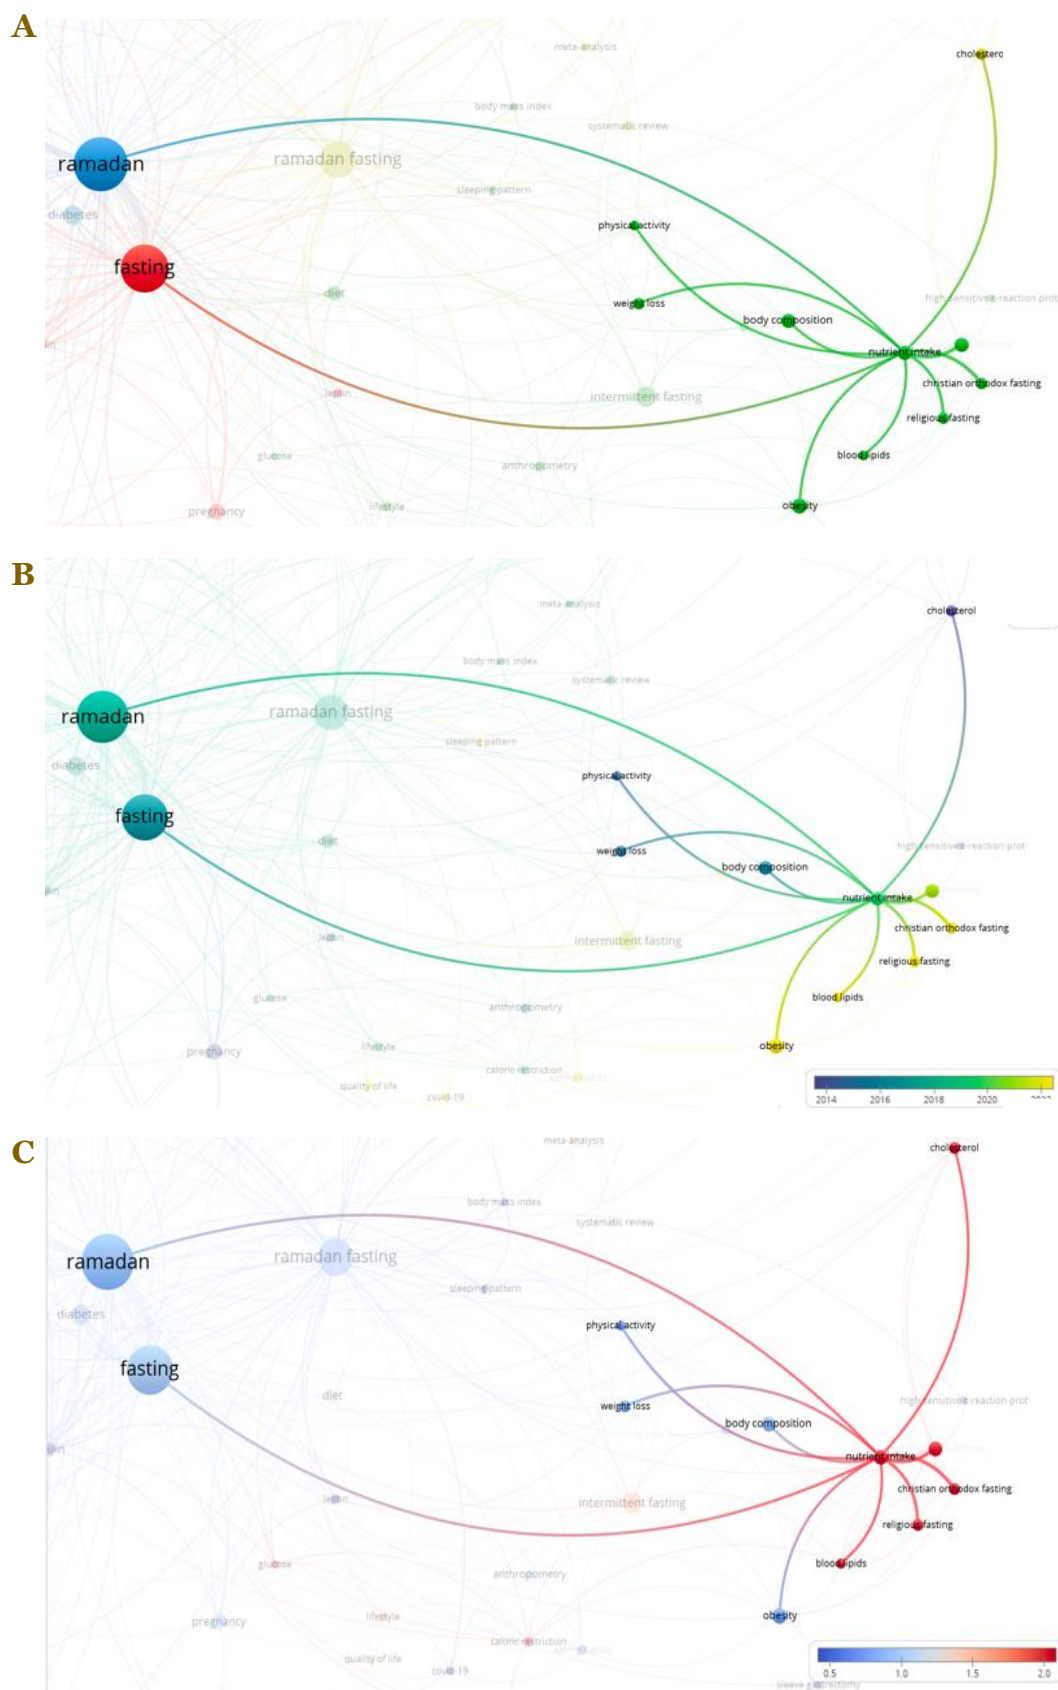 A
meta-analysis
cholestero
body mass index
systematic review
ramadan
ramadan fasting
sleeping pattern
diabetes
physical activity
fasting
diet
high sensitive c-reaction prot
weight loss
body composition
nutrient intake
christian orthodox fasting
leptin
intermittent fasting
religious fasting
glucose
blood lipids
anthropometry
pregnancy
lifestyle
obesity
B
meta-analysis
cholesterol
body mass index
systematic review
ramadan
ramadan fasting
sleeping pattern
diabetes
physical activity
fasting
diet
high sensitive c-reaction prot
weight loss
body composition
nutrient intake
christian orthodox fasting
leptin
intermittent fasting
religious fasting
glucose
blood lipids
anthropometry
pregnancy
lifestyle
obesity
caloric restriction
quality of life
covid-19
2014 2016 2018 2020 2022
C
meta-analysis
cholesterol
body mass index
systematic review
ramadan
ramadan fasting
sleeping pattern
diabetes
physical activity
fasting
diet
high sensitive c-reaction prot
weight loss
body composition
nutrient intake
christian orthodox fasting
leptin
intermittent fasting
religious fasting
glucose
blood lipids
anthropometry
pregnancy
lifestyle
obesity
caloric restriction
quality of life
covid-19
0.5 1.0 1.5 2.0
sleeve gastrectomy